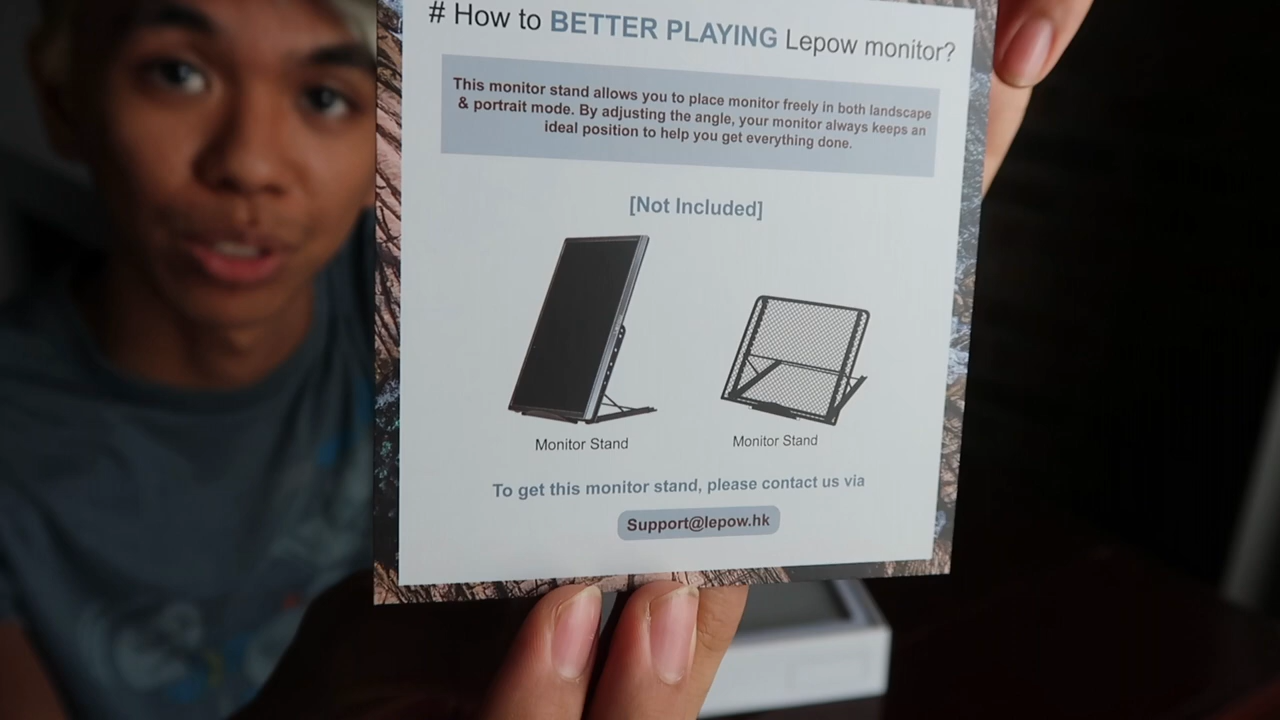 # How to BETTER PLAYING Lepow monitor?
This monitor stand allows you to place monitor freely in both landscape
& portrait mode. By adjusting the angle, your monitor always keeps an
ideal position to help you get everything done.
[Not Included]
Monitor Stand
Monitor Stand
To get this monitor stand, please contact us via
Support@lepow.hk